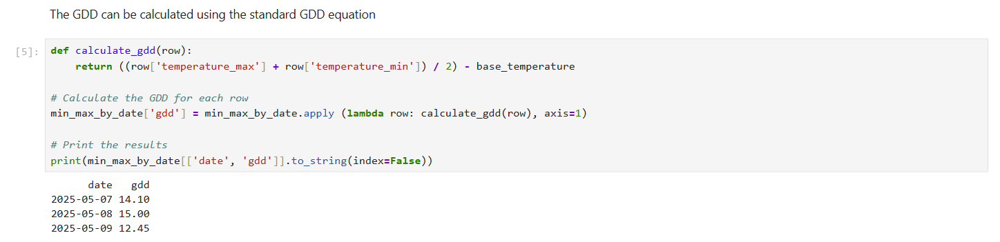 The GDD can be calculated using the standard GDD equation
[5]: def calculate_gdd(row):
    return ((row['temperature_max'] + row['temperature_min']) / 2) - base_temperature
# Calculate the GDD for each row
min_max_by_date['gdd'] = min_max_by_date.apply (lambda row: calculate_gdd(row), axis=1)
# Print the results
print(min_max_by_date[['date', 'gdd']].to_string(index=False))
      date   gdd
2025-05-07 14.10
2025-05-08 15.00
2025-05-09 12.45